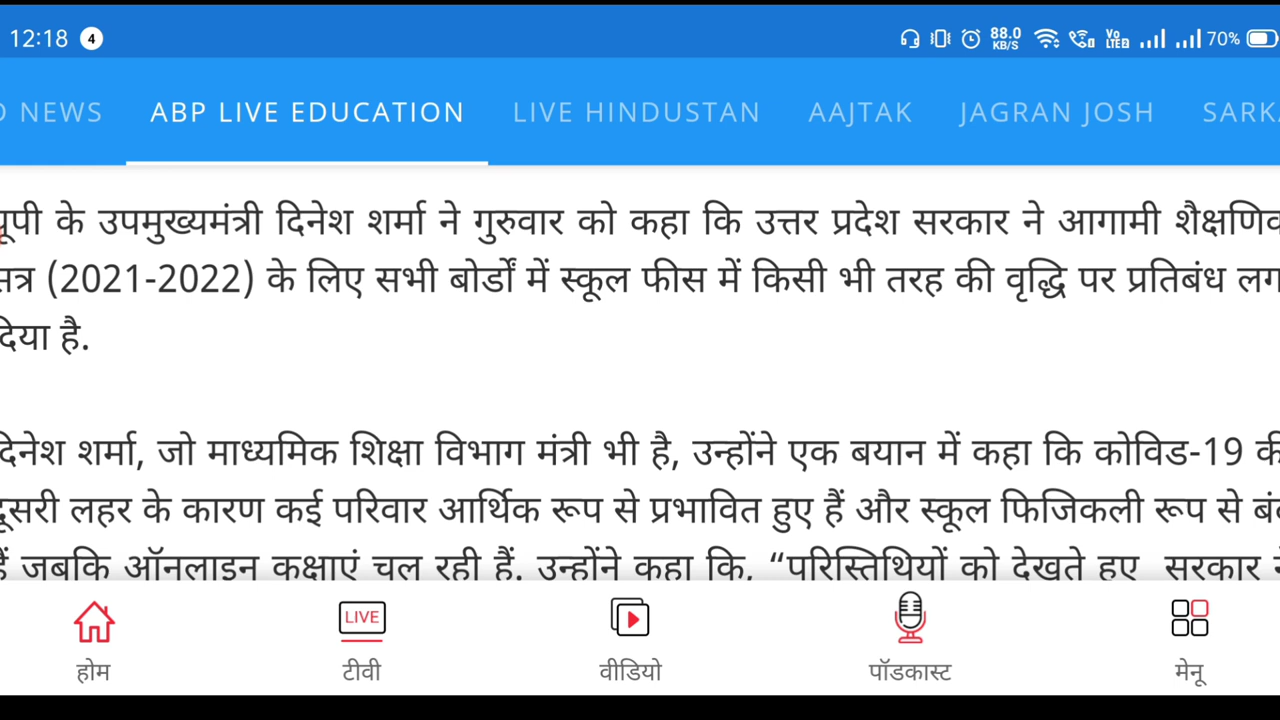 12:18 4 88.0 KB/S Vo LTE2 70%
NEWS ABP LIVE EDUCATION LIVE HINDUSTAN AAJTAK JAGRAN JOSH
यूपी के उपमुख्यमंत्री दिनेश शर्मा ने गुरुवार को कहा कि उत्तर प्रदेश सरकार ने आगामी शैक्षणिक
सत्र (2021-2022) के लिए सभी बोर्डों में स्कूल फीस में किसी भी तरह की वृद्धि पर प्रतिबंध लगा
दिया है.
दिनेश शर्मा, जो माध्यमिक शिक्षा विभाग मंत्री भी है, उन्होंने एक बयान में कहा कि कोविड-19 की
दूसरी लहर के कारण कई परिवार आर्थिक रूप से प्रभावित हुए हैं और स्कूल फिजिकली रूप से बंद
हैं जबकि ऑनलाइन कक्षाएं चल रही हैं. उन्होंने कहा कि, “परिस्तिथियों को देखते हुए सरकार ने
LIVE
होम टीवी वीडियो पॉडकास्ट मेनू